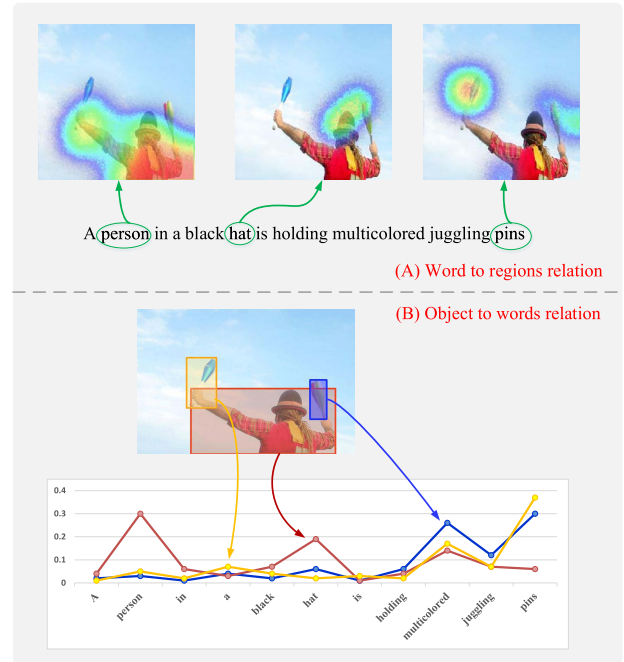 A person in a black hat is holding multicolored juggling pins
(A) Word to regions relation
(B) Object to words relation
0.4
0.3
0.2
0.1
0
A
person
in
a
black
hat
is
holding
multicolored
juggling
pins